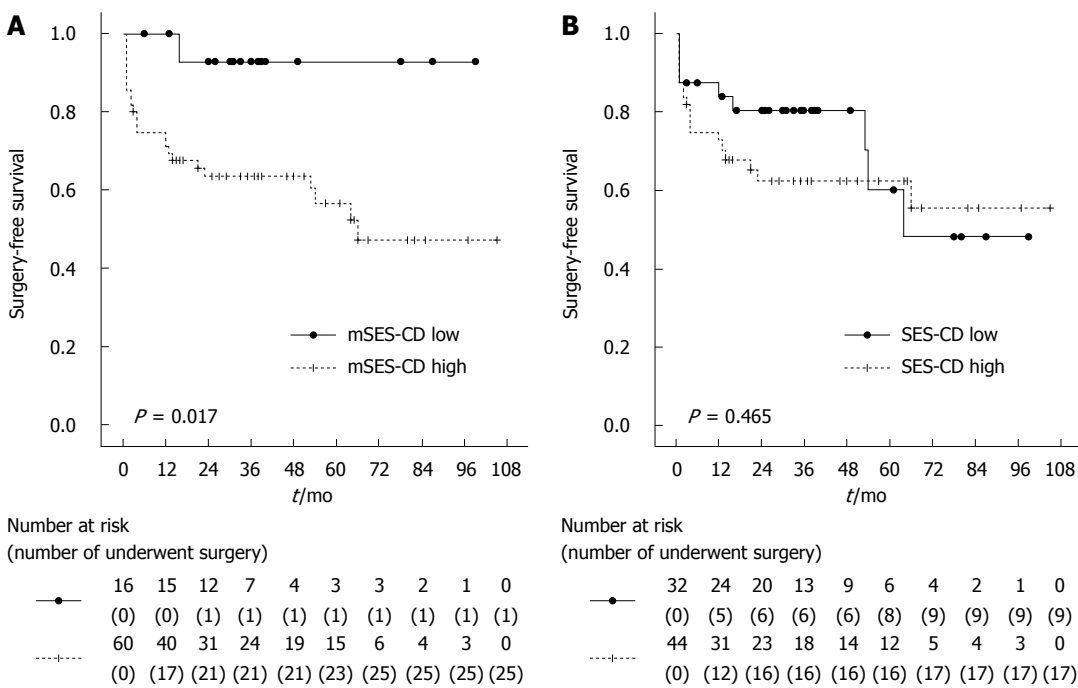 A
1.0
0.8
0.6
0.4
0.2
0.0
Surgery-free survival
mSES-CD low
mSES-CD high
P = 0.017
0 12 24 36 48 60 72 84 96 108
t/mo
Number at risk
(number of underwent surgery)
16 15 12 7 4 3 3 2 1 0
(0) (0) (1) (1) (1) (1) (1) (1) (1) (1)
60 40 31 24 19 15 6 4 3 0
(0) (17) (21) (21) (21) (23) (25) (25) (25) (25)
B
1.0
0.8
0.6
0.4
0.2
0.0
Surgery-free survival
SES-CD low
SES-CD high
P = 0.465
0 12 24 36 48 60 72 84 96 108
t/mo
Number at risk
(number of underwent surgery)
32 24 20 13 9 6 4 2 1 0
(0) (5) (6) (6) (6) (8) (9) (9) (9) (9)
44 31 23 18 14 12 5 4 3 0
(0) (12) (16) (16) (16) (16) (17) (17) (17) (17)